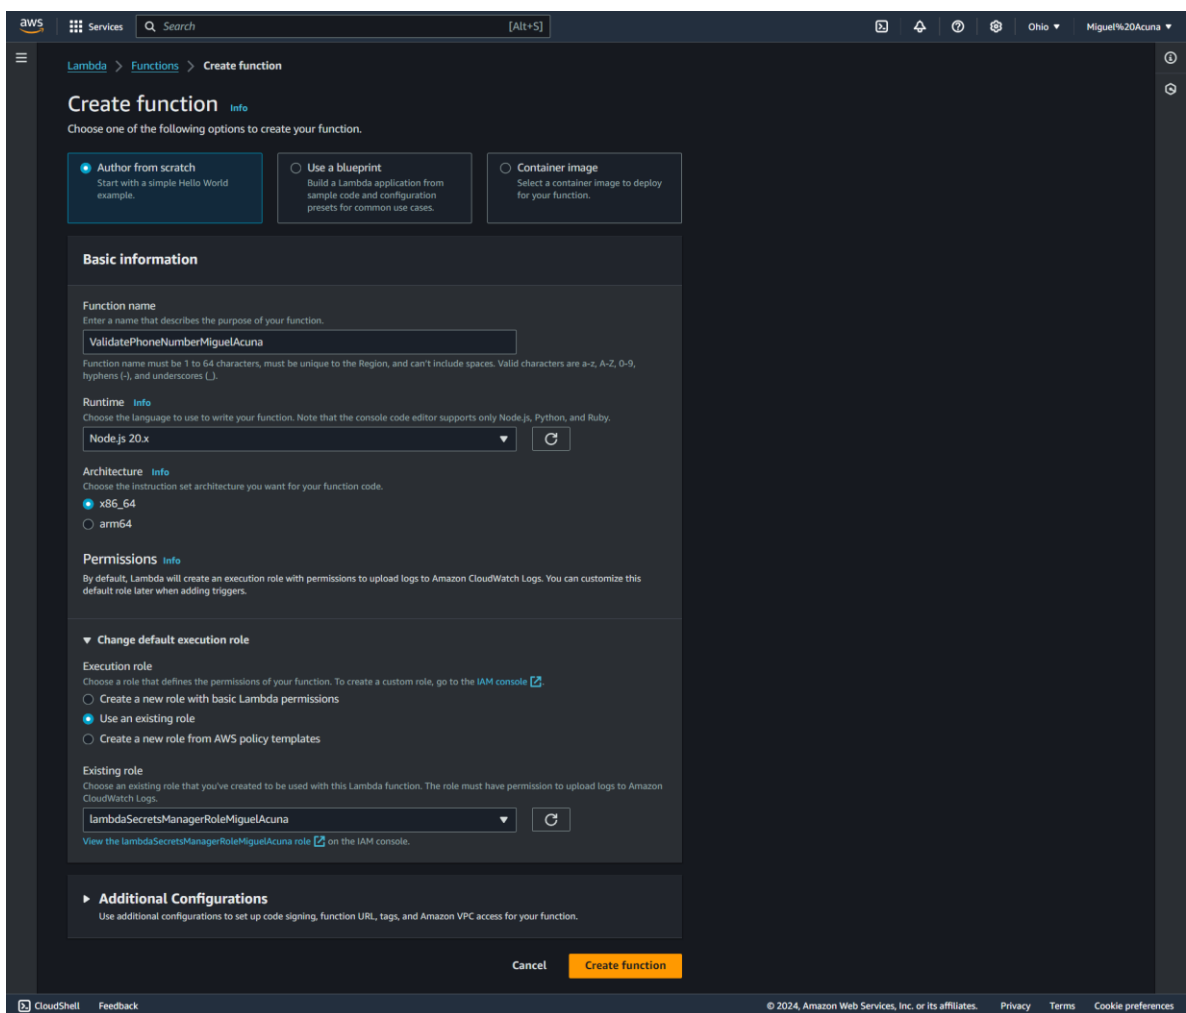 aws
Services
Search
[Alt+S]
Ohio
Miguel%20Acuna
Lambda
Functions
Create function
Create function Info
Choose one of the following options to create your function.
Author from scratch
Start with a simple Hello World
example.
Use a blueprint
Build a Lambda application from
sample code and configuration
presets for common use cases.
Container image
Select a container image to deploy
for your function.
Basic information
Function name
Enter a name that describes the purpose of your function.
ValidatePhoneNumberMiguelAcuna
Function name must be 1 to 64 characters, must be unique to the Region, and can't include spaces. Valid characters are a-z, A-Z, 0-9,
hyphens (-), and underscores (_).
Runtime Info
Choose the language to use to write your function. Note that the console code editor supports only Node.js, Python, and Ruby.
Node.js 20.x
Architecture Info
Choose the instruction set architecture you want for your function code.
x86_64
arm64
Permissions Info
By default, Lambda will create an execution role with permissions to upload logs to Amazon CloudWatch Logs. You can customize this
default role later when adding triggers.
Change default execution role
Execution role
Choose a role that defines the permissions of your function. To create a custom role, go to the IAM console.
Create a new role with basic Lambda permissions
Use an existing role
Create a new role from AWS policy templates
Existing role
Choose an existing role that you've created to be used with this Lambda function. The role must have permission to upload logs to Amazon
CloudWatch Logs.
lambdaSecretsManagerRoleMiguelAcuna
View the lambdaSecretsManagerRoleMiguelAcuna role on the IAM console.
Additional Configurations
Use additional configurations to set up code signing, function URL, tags, and Amazon VPC access for your function.
Cancel
Create function
CloudShell
Feedback
© 2024, Amazon Web Services, Inc. or its affiliates.
Privacy
Terms
Cookie preferences